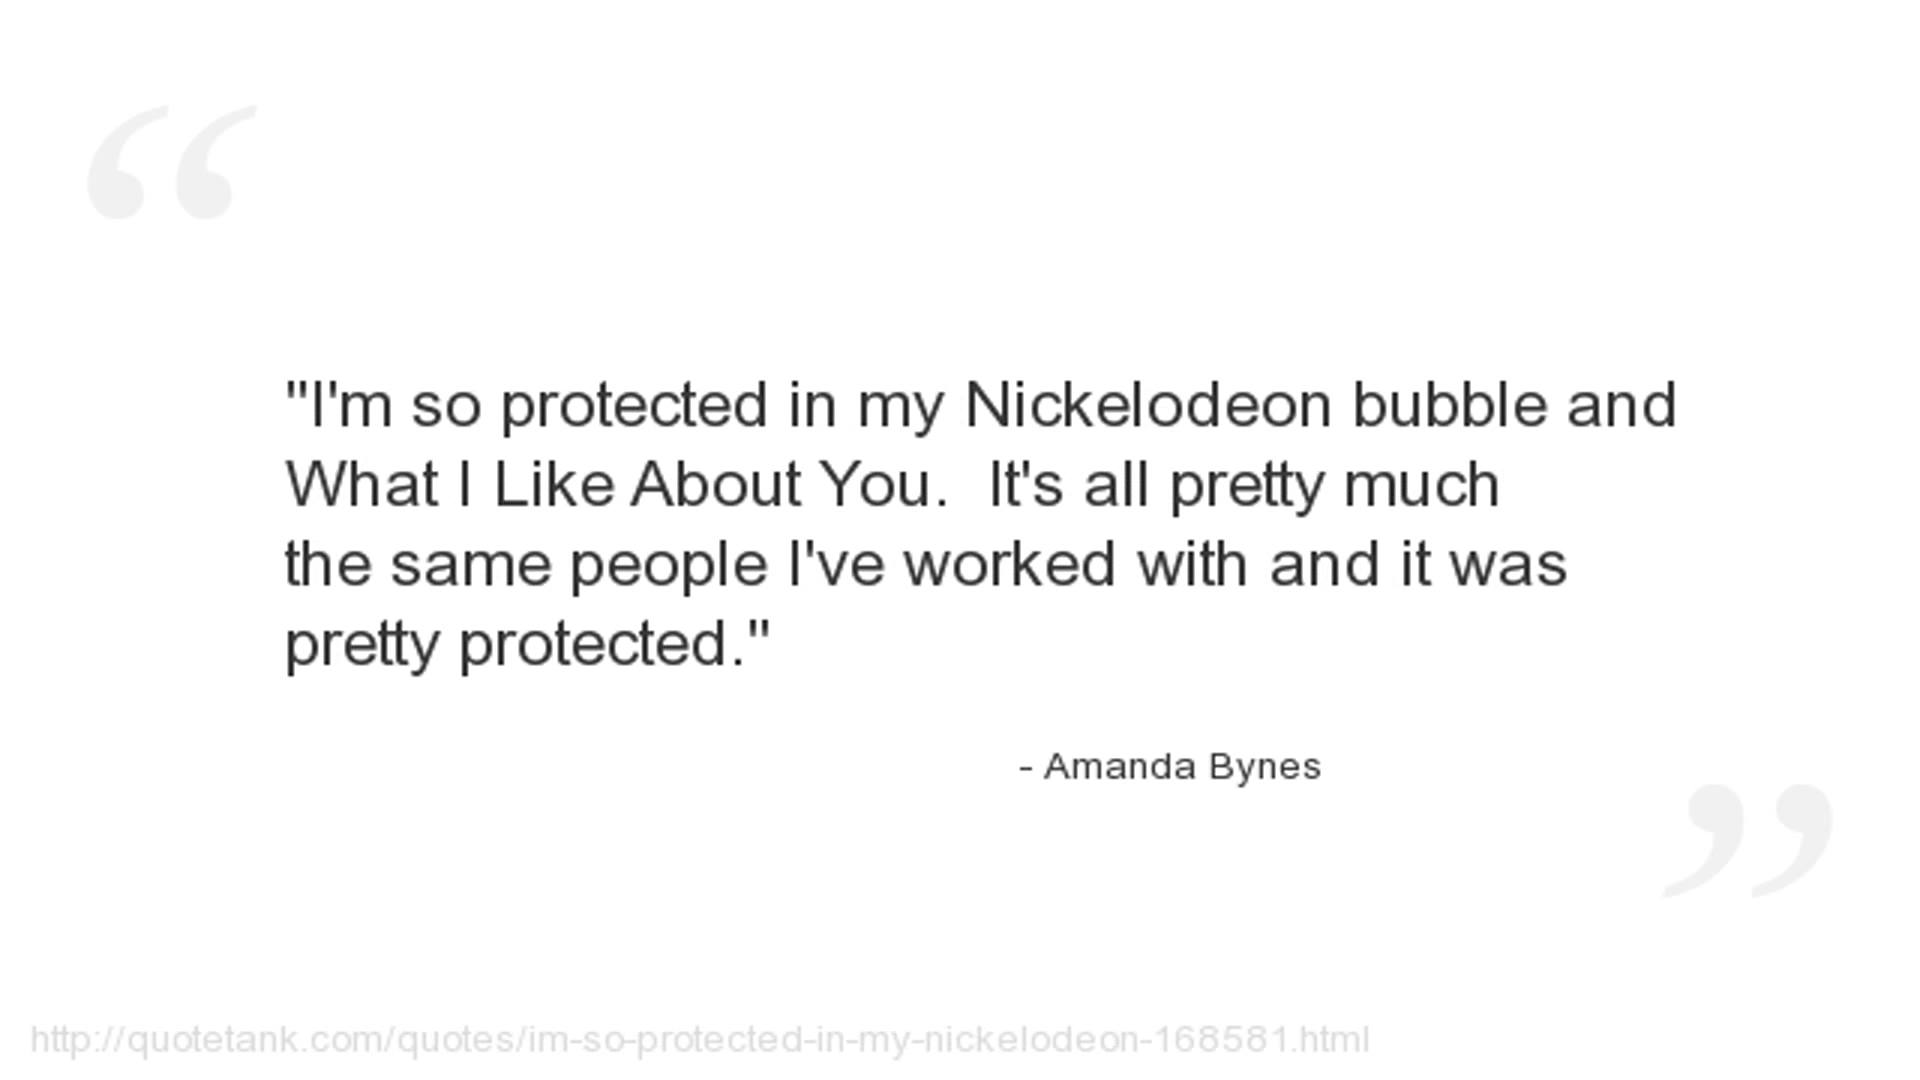 "I'm so protected in my Nickelodeon bubble and
What I Like About You.  It's all pretty much
the same people I've worked with and it was
pretty protected."
- Amanda Bynes
http://quotetank.com/quotes/im-so-protected-in-my-nickelodeon-168581.html